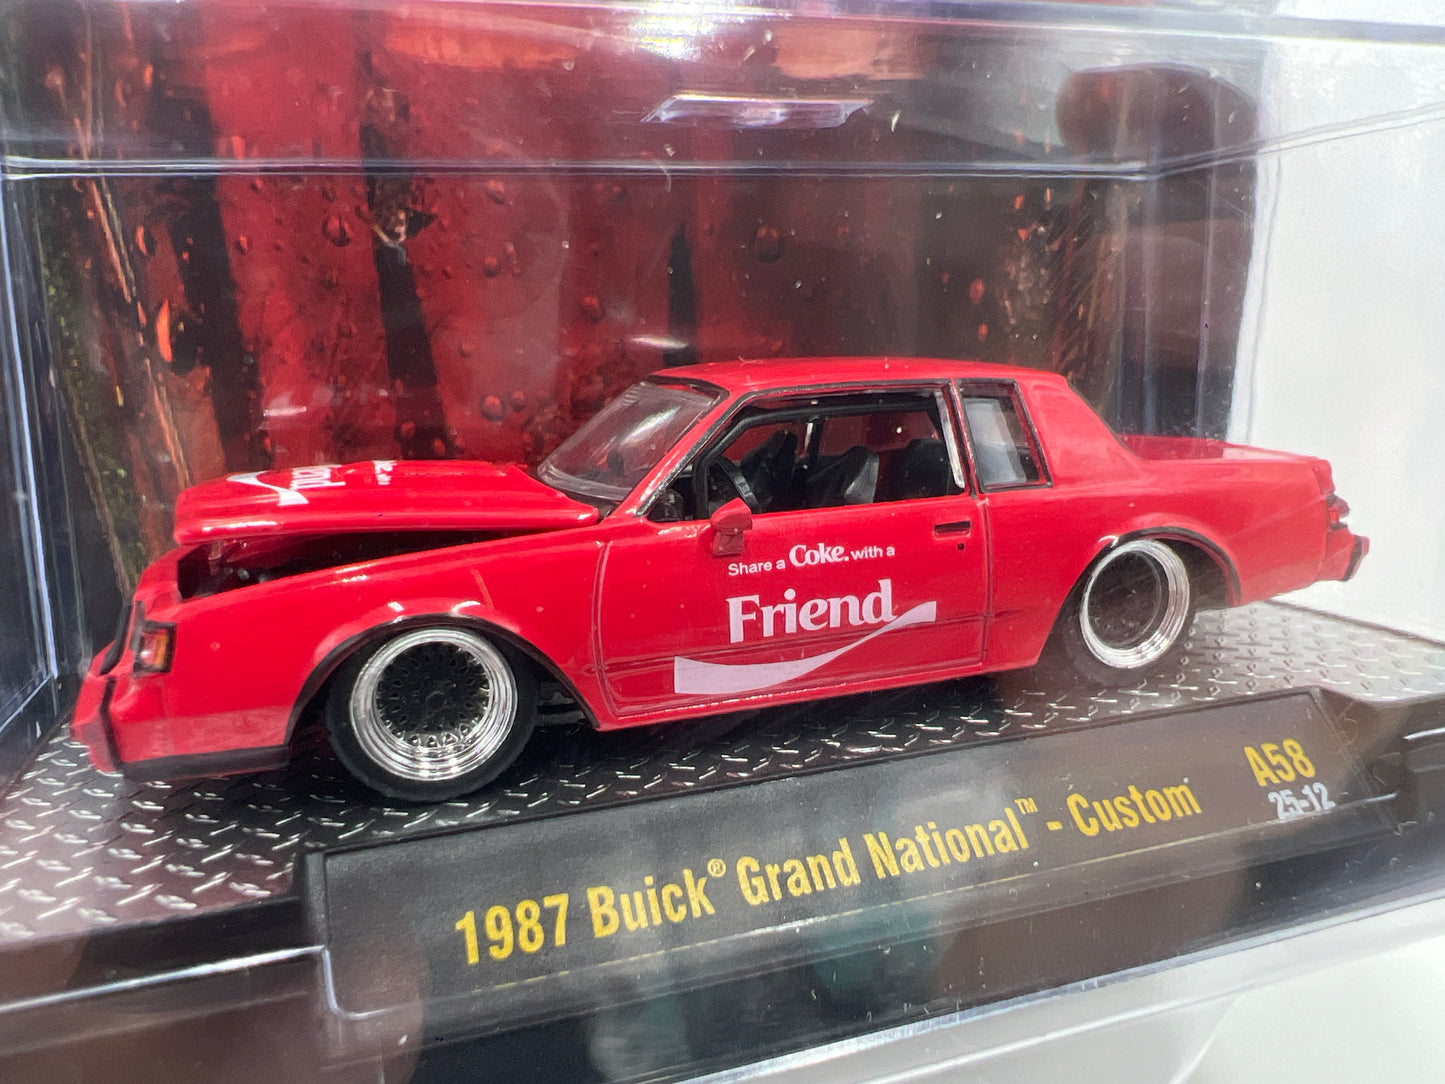 Share a Coke. with a
Friend
1987 Buick® Grand National™ - Custom
A58
25-12